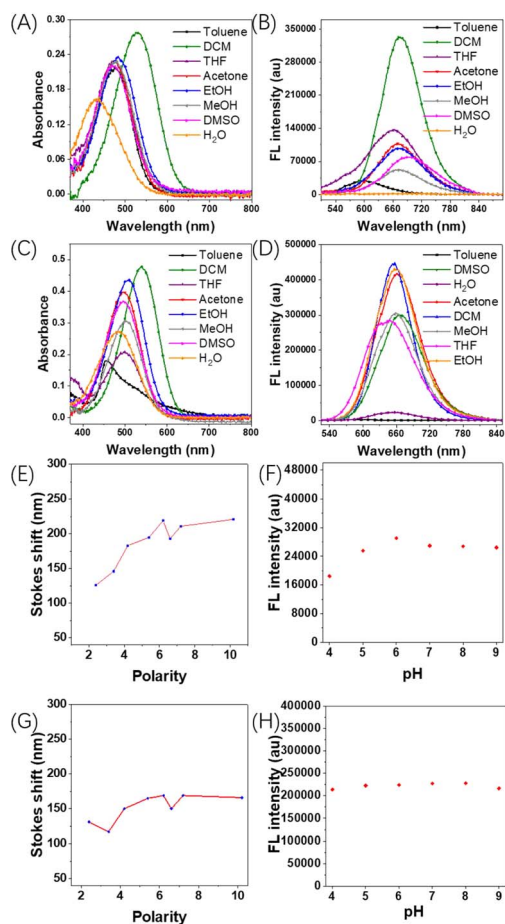 (A)
Absorbance
0.30
0.24
0.18
0.12
0.06
0.00
400 500 600 700 800
Wavelength (nm)
Toluene
DCM
THF
Acetone
EtOH
MeOH
DMSO
H₂O
(B)
FL intensity (au)
350000
280000
210000
140000
70000
0
540 600 660 720 780 840
Wavelength (nm)
Toluene
DCM
THF
Acetone
EtOH
MeOH
DMSO
H₂O
(C)
Absorbance
0.5
0.4
0.3
0.2
0.1
0.0
400 500 600 700 800
Wavelength (nm)
Toluene
DCM
THF
Acetone
EtOH
MeOH
DMSO
H₂O
(D)
FL intensity (au)
500000
400000
300000
200000
100000
0
540 600 660 720 780 840
Wavelength (nm)
Toluene
DMSO
H₂O
Acetone
DCM
MeOH
THF
EtOH
(E)
Stokes shift (nm)
300
250
200
150
100
50
2 4 6 8 10
Polarity
(F)
FL intensity (au)
48000
40000
32000
24000
16000
8000
0
4 5 6 7 8 9
pH
(G)
Stokes shift (nm)
300
250
200
150
100
50
2 4 6 8 10
Polarity
(H)
FL intensity (au)
400000
350000
300000
250000
200000
150000
100000
50000
0
4 5 6 7 8 9
pH